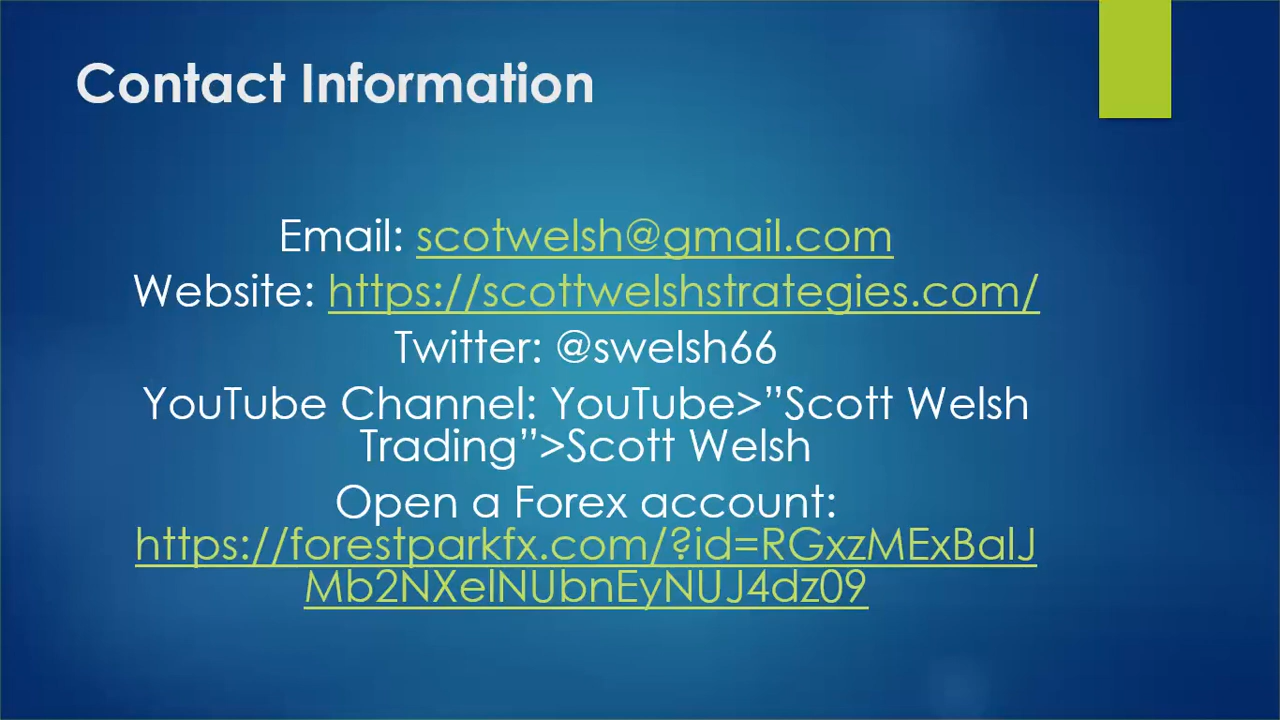 Contact Information
Email: scotwelsh@gmail.com
Website: https://scottwelshstrategies.com/
Twitter: @swelsh66
YouTube Channel: YouTube>”Scott Welsh
Trading”>Scott Welsh
Open a Forex account:
https://forestparkfx.com/?id=RGxzMExBalJ
Mb2NXelNUbnEyNUJ4dz09